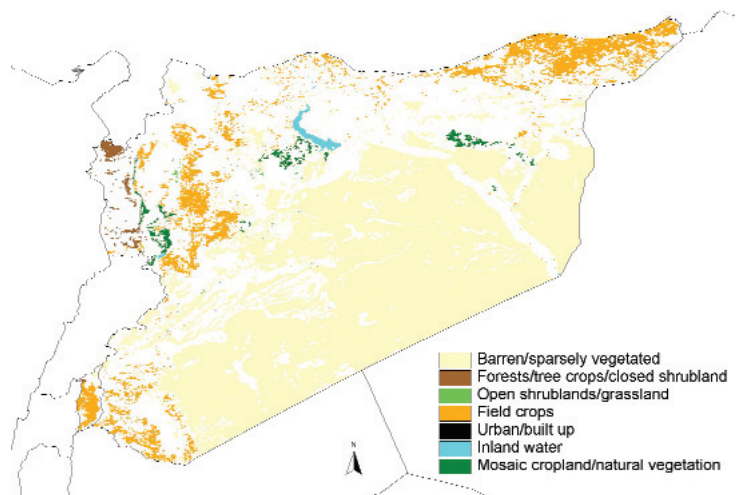 Barren/sparsely vegetated
Forests/tree crops/closed shrubland
Open shrublands/grassland
Field crops
Urban/built up
Inland water
Mosaic cropland/natural vegetation
N